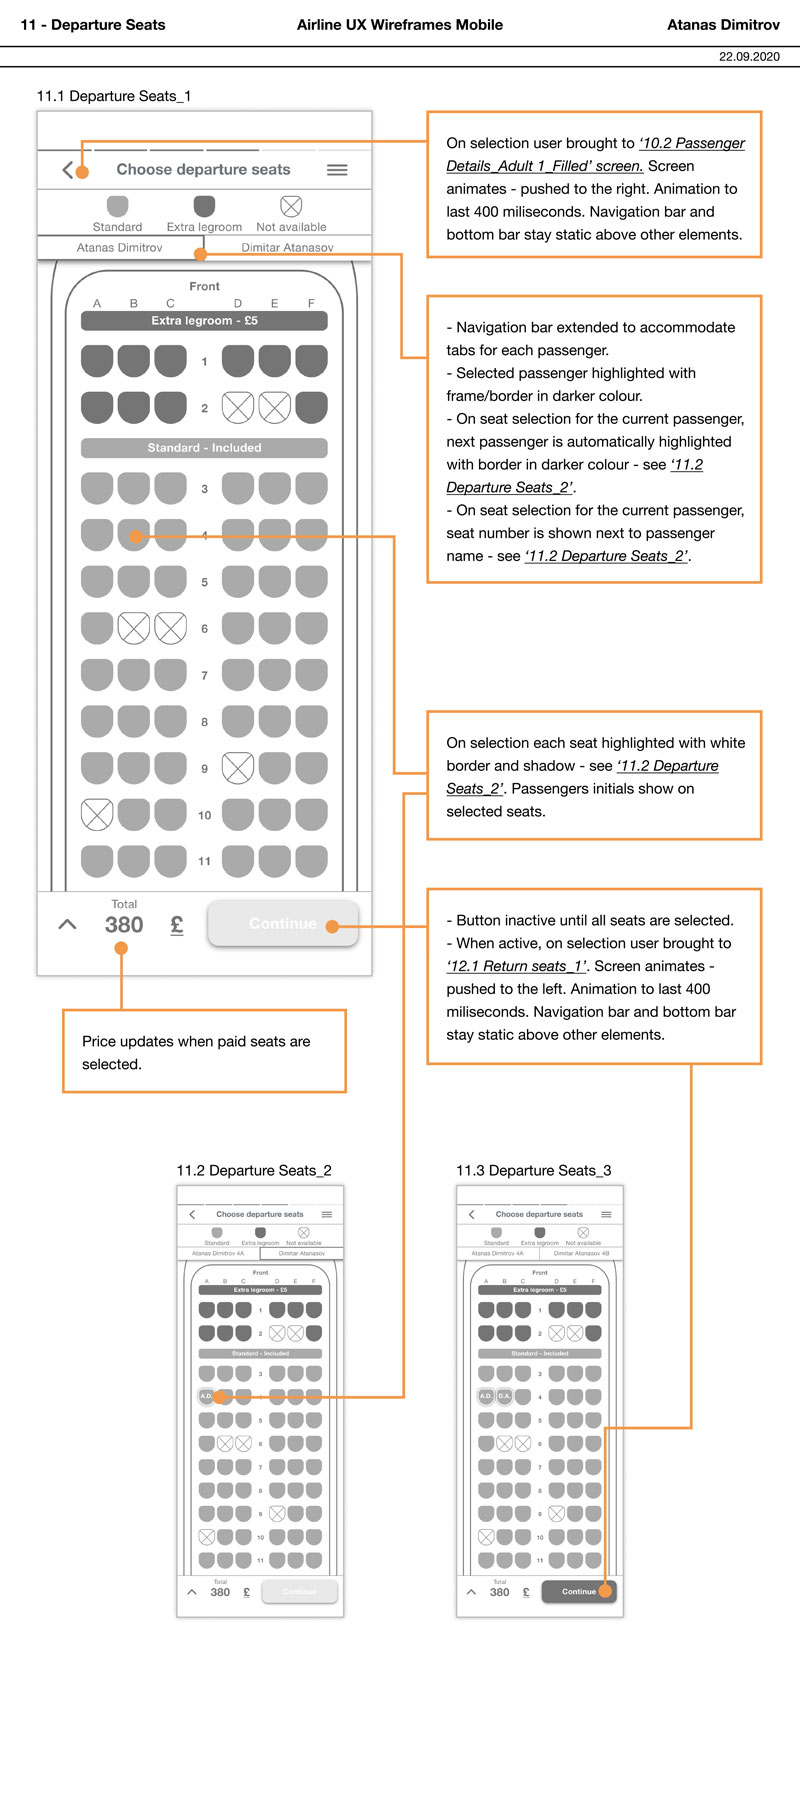 11 - Departure Seats
Airline UX Wireframes Mobile
Atanas Dimitrov
22.09.2020
11.1 Departure Seats_1
Choose departure seats
Standard
Extra legroom
Not available
Atanas Dimitrov
Dimitar Atanasov
Front
A B C D E F
Extra legroom - £5
1
2
Standard - Included
3
4
5
6
7
8
9
10
11
Total
380 £
Continue
On selection user brought to ‘10.2 Passenger
Details_Adult 1_Filled’ screen. Screen
animates - pushed to the right. Animation to
last 400 miliseconds. Navigation bar and
bottom bar stay static above other elements.
- Navigation bar extended to accommodate
tabs for each passenger.
- Selected passenger highlighted with
frame/border in darker colour.
- On seat selection for the current passenger,
next passenger is automatically highlighted
with border in darker colour - see ‘11.2
Departure Seats_2’.
- On seat selection for the current passenger,
seat number is shown next to passenger
name - see ‘11.2 Departure Seats_2’.
On selection each seat highlighted with white
border and shadow - see ‘11.2 Departure
Seats_2’. Passengers initials show on
selected seats.
- Button inactive until all seats are selected.
- When active, on selection user brought to
‘12.1 Return seats_1’. Screen animates -
pushed to the left. Animation to last 400
miliseconds. Navigation bar and bottom bar
stay static above other elements.
Price updates when paid seats are
selected.
11.2 Departure Seats_2
Choose departure seats
Standard
Extra legroom
Not available
Atanas Dimitrov 4A
Dimitar Atanasov
Front
A B C D E F
Extra legroom - £5
1
2
Standard - Included
3
A.D. 4
5
6
7
8
9
10
11
Total
380 £
Continue
11.3 Departure Seats_3
Choose departure seats
Standard
Extra legroom
Not available
Atanas Dimitrov 4A
Dimitar Atanasov 4B
Front
A B C D E F
Extra legroom - £5
1
2
Standard - Included
3
A.D. D.A. 4
5
6
7
8
9
10
11
Total
380 £
Continue